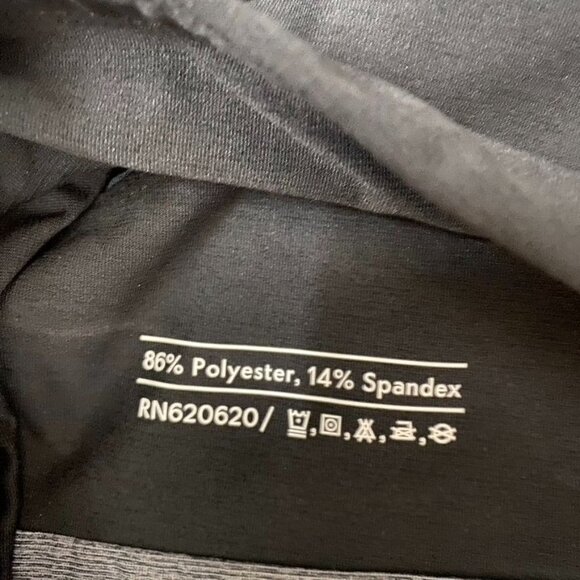 86% Polyester, 14% Spandex
RN620620/